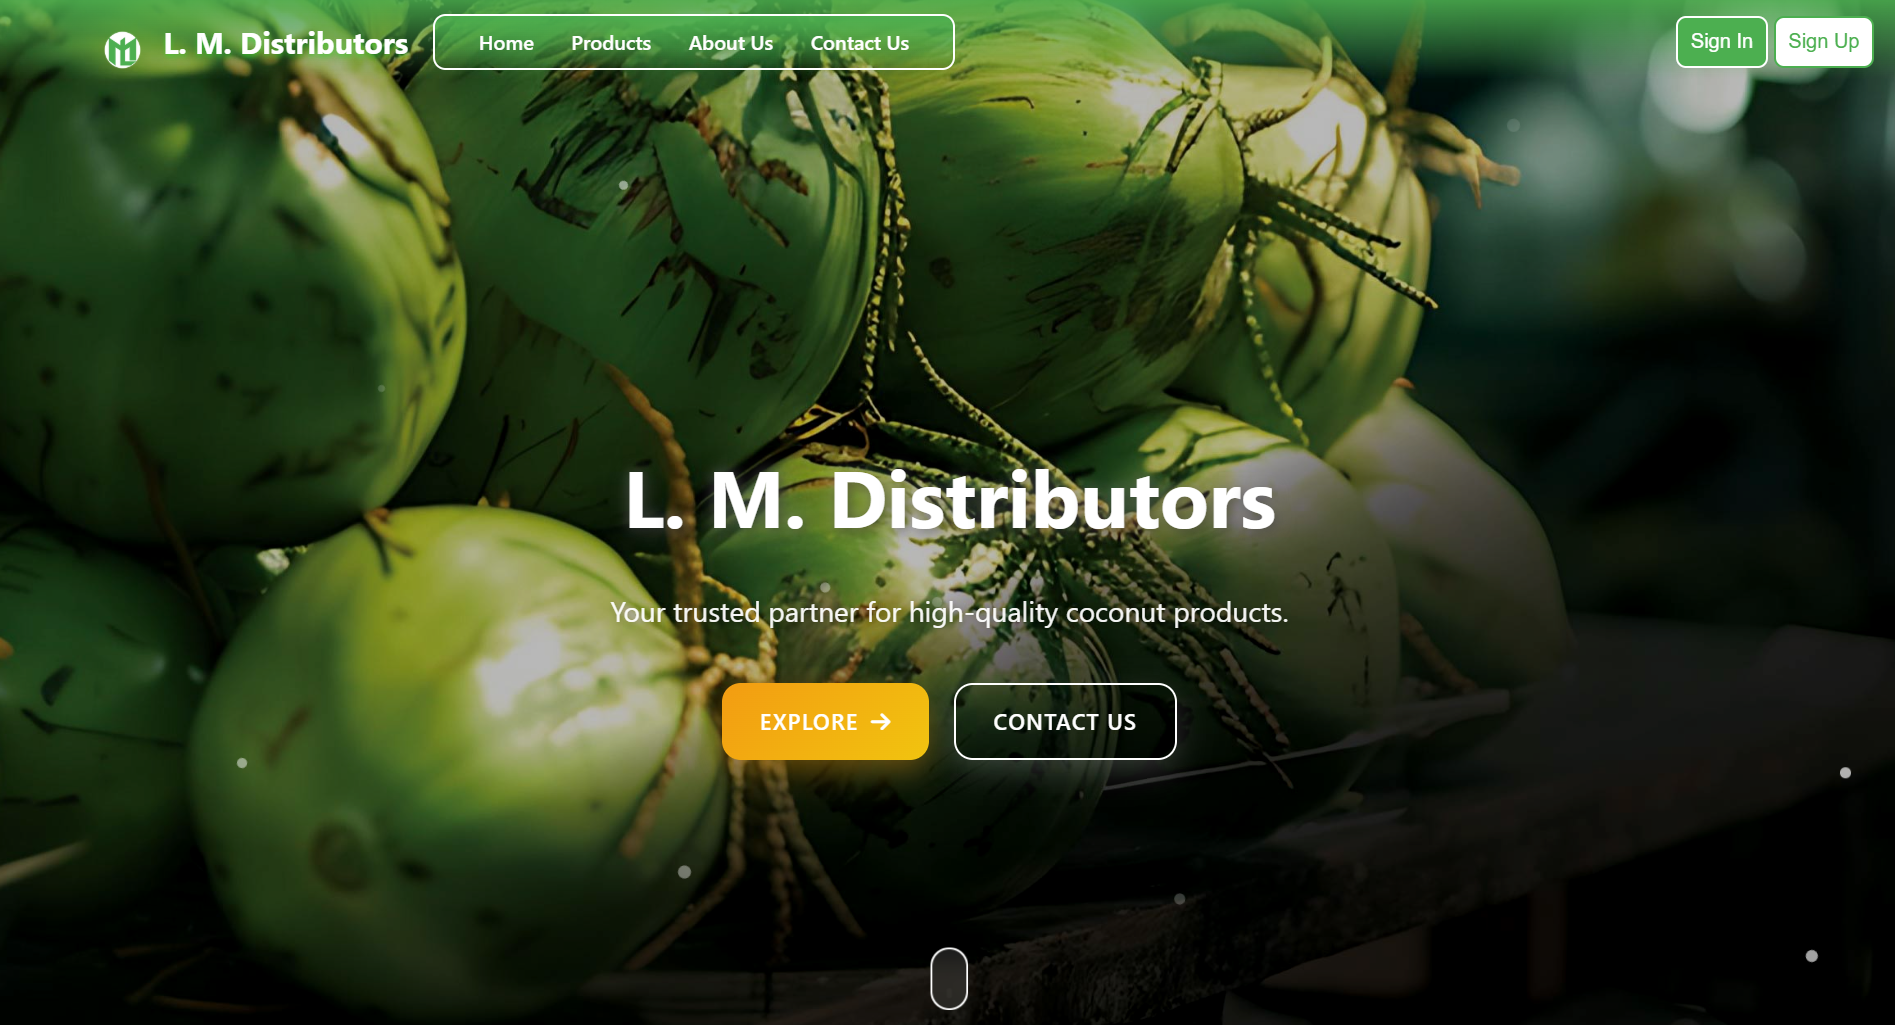 L. M. Distributors
Home Products About Us Contact Us
Sign In Sign Up
L. M. Distributors
Your trusted partner for high-quality coconut products.
EXPLORE →
CONTACT US